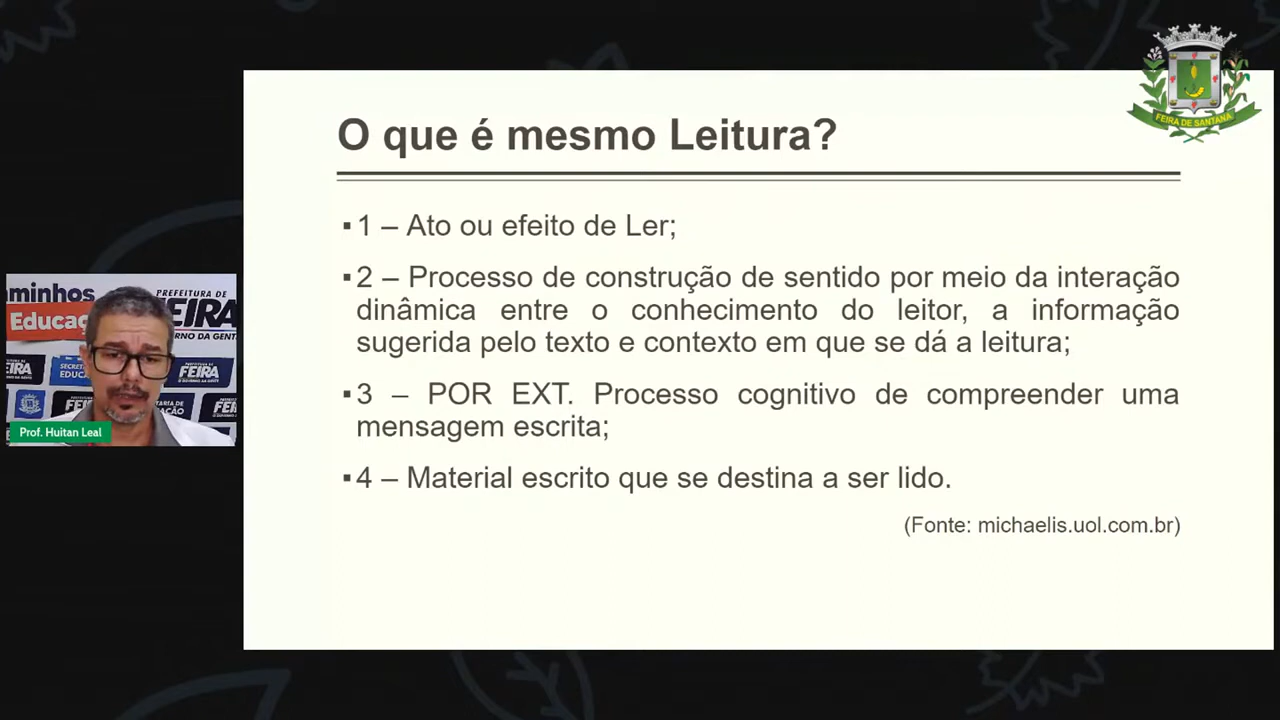 FEIRA DE SANTANA
O que é mesmo Leitura?
▪ 1 – Ato ou efeito de Ler;
▪ 2 – Processo de construção de sentido por meio da interação
dinâmica entre o conhecimento do leitor, a informação
sugerida pelo texto e contexto em que se dá a leitura;
▪ 3 – POR EXT. Processo cognitivo de compreender uma
mensagem escrita;
▪ 4 – Material escrito que se destina a ser lido.
(Fonte: michaelis.uol.com.br)
PREFEITURA DE
Prof. Huitan Leal